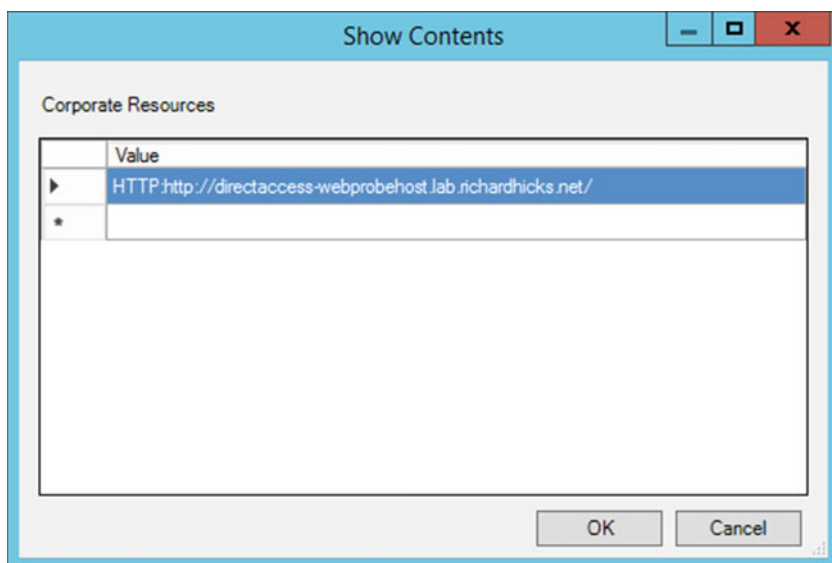 Show Contents
Corporate Resources
Value
HTTP:http://directaccess-webprobehost.lab.richardhicks.net/
*
OK
Cancel